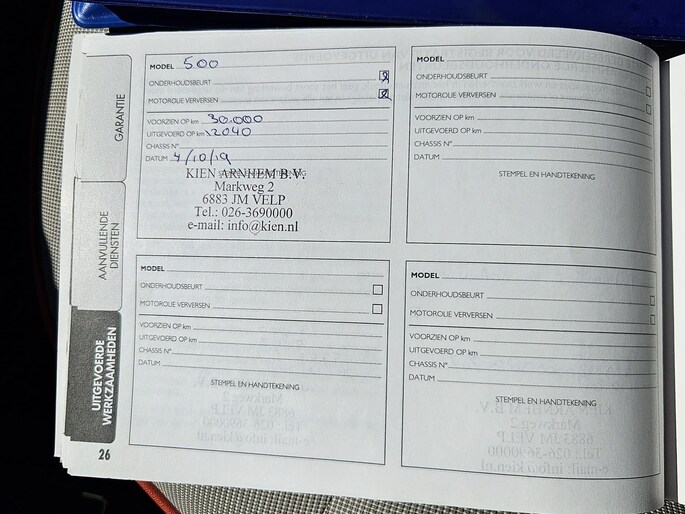 GARANTIE
AANVULLENDE
DIENSTEN
UITGEVOERDE
WERKZAAMHEDEN
26
MODEL 500
ONDERHOUDSBEURT
MOTOROLIE VERVERSEN
VOORZIEN OP km 30.000
UITGEVOERD OP km 12040
CHASSIS N°
DATUM 4/10/19
KIEN ARNHEM B.V.
Markweg 2
6883 JM VELP
Tel.: 026-3690000
e-mail: info@kien.nl
MODEL
ONDERHOUDSBEURT
MOTOROLIE VERVERSEN
VOORZIEN OP km
UITGEVOERD OP km
CHASSIS N°
DATUM
STEMPEL EN HANDTEKENING
MODEL
ONDERHOUDSBEURT
MOTOROLIE VERVERSEN
VOORZIEN OP km
UITGEVOERD OP km
CHASSIS N°
DATUM
STEMPEL EN HANDTEKENING
MODEL
ONDERHOUDSBEURT
MOTOROLIE VERVERSEN
VOORZIEN OP km
UITGEVOERD OP km
CHASSIS N°
DATUM
STEMPEL EN HANDTEKENING